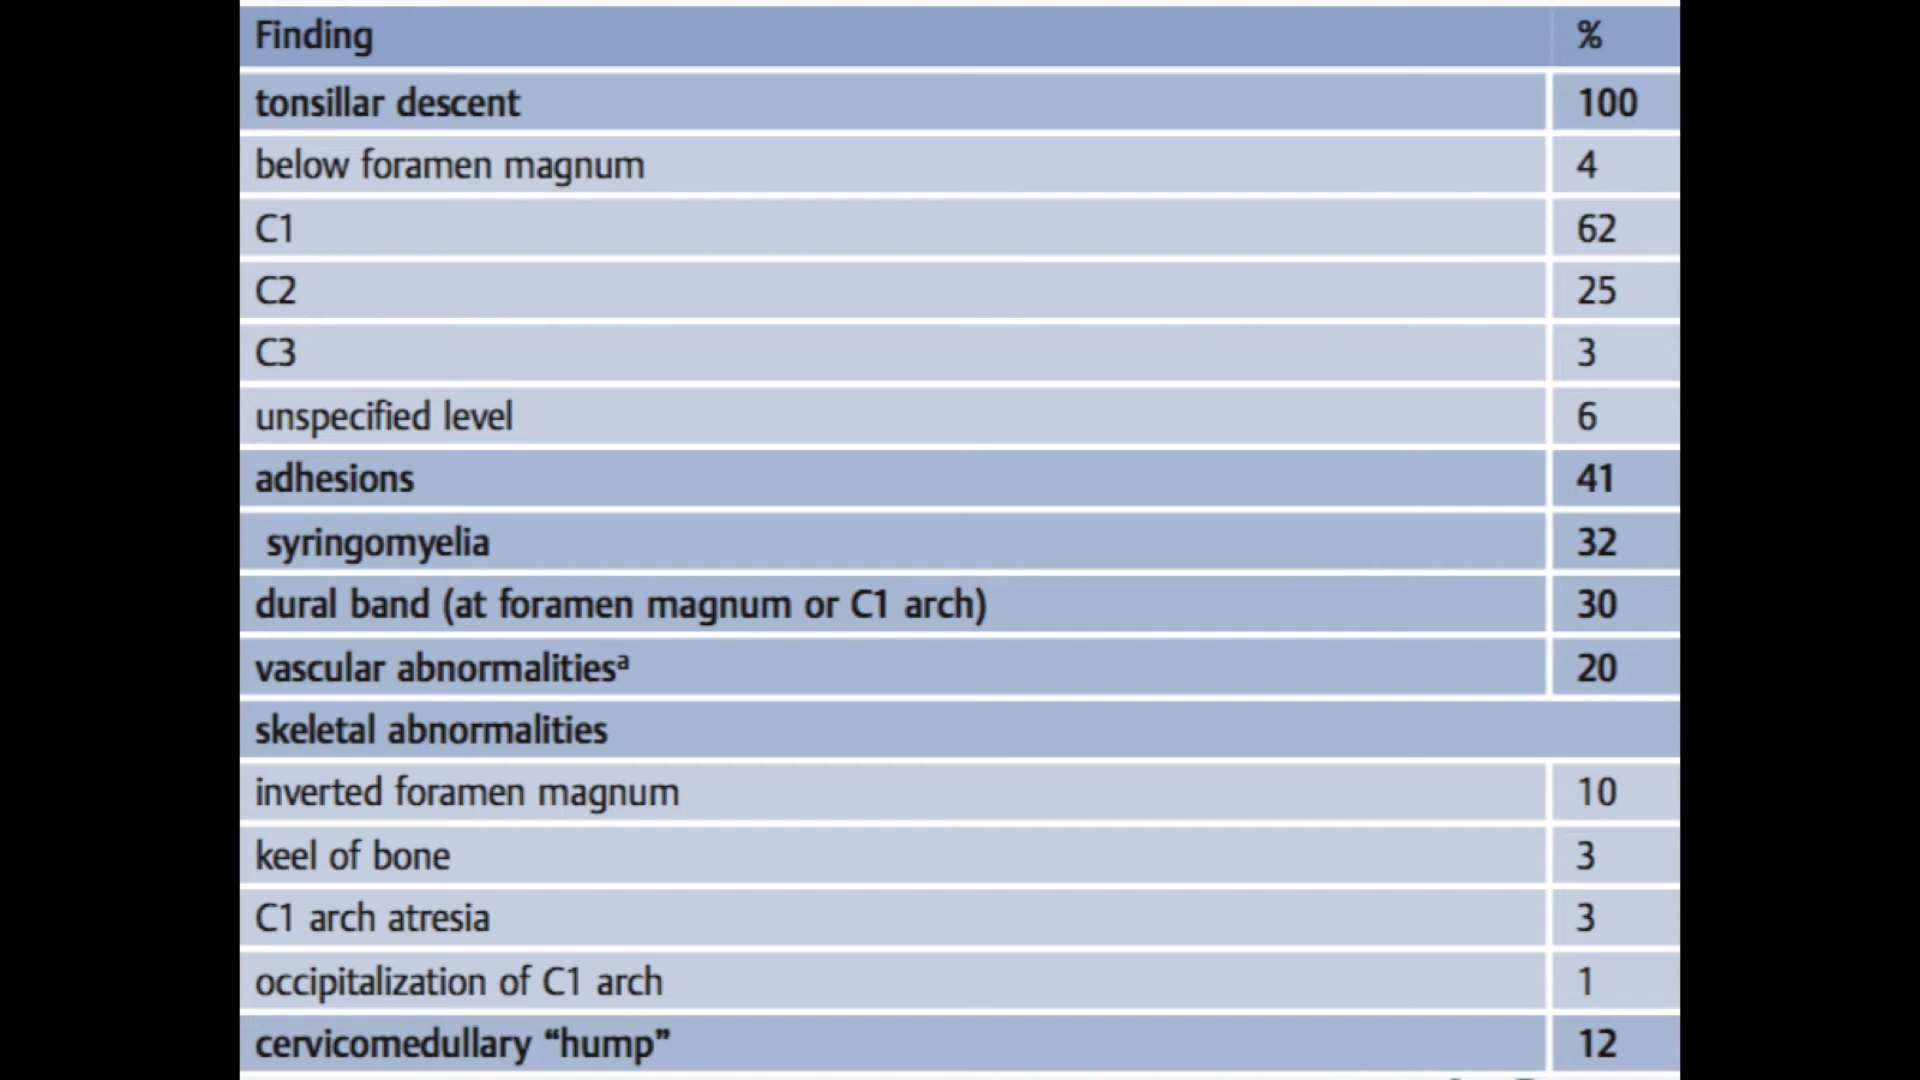 Finding %
tonsillar descent 100
below foramen magnum 4
C1 62
C2 25
C3 3
unspecified level 6
adhesions 41
syringomyelia 32
dural band (at foramen magnum or C1 arch) 30
vascular abnormalitiesᵃ 20
skeletal abnormalities
inverted foramen magnum 10
keel of bone 3
C1 arch atresia 3
occipitalization of C1 arch 1
cervicomedullary “hump” 12